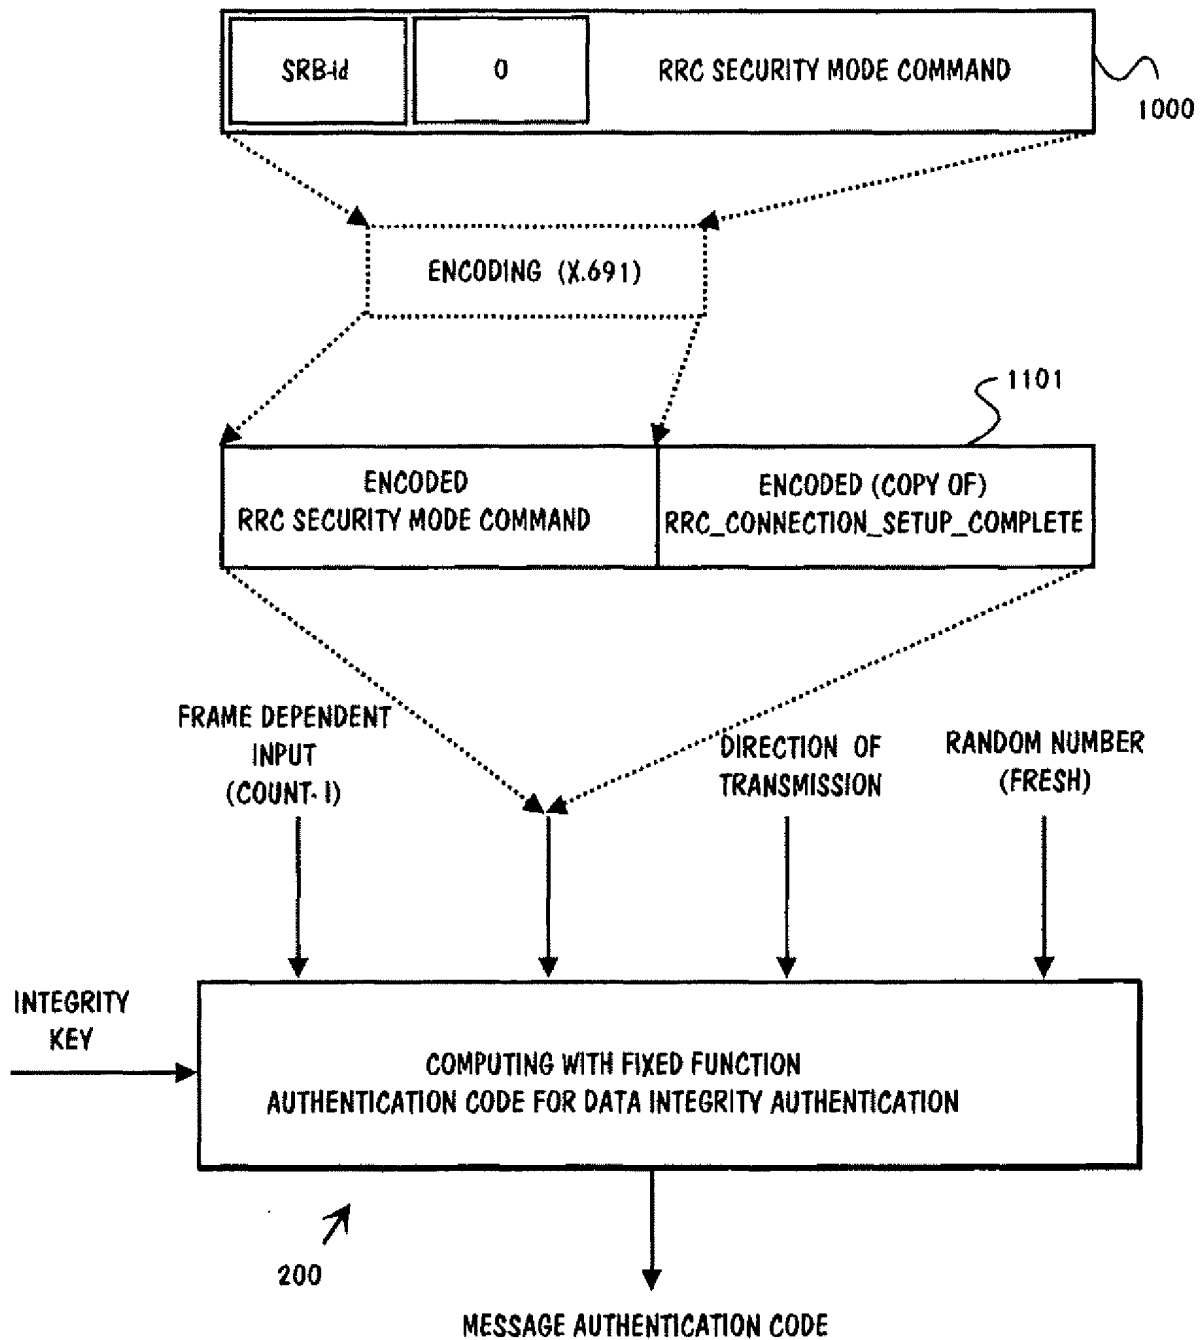 SRB-id
0
RRC SECURITY MODE COMMAND
1000
ENCODING (X.691)
1101
ENCODED
RRC SECURITY MODE COMMAND
ENCODED (COPY OF)
RRC_CONNECTION_SETUP_COMPLETE
FRAME DEPENDENT
INPUT
(COUNT-I)
DIRECTION OF
TRANSMISSION
RANDOM NUMBER
(FRESH)
INTEGRITY
KEY
COMPUTING WITH FIXED FUNCTION
AUTHENTICATION CODE FOR DATA INTEGRITY AUTHENTICATION
200
MESSAGE AUTHENTICATION CODE